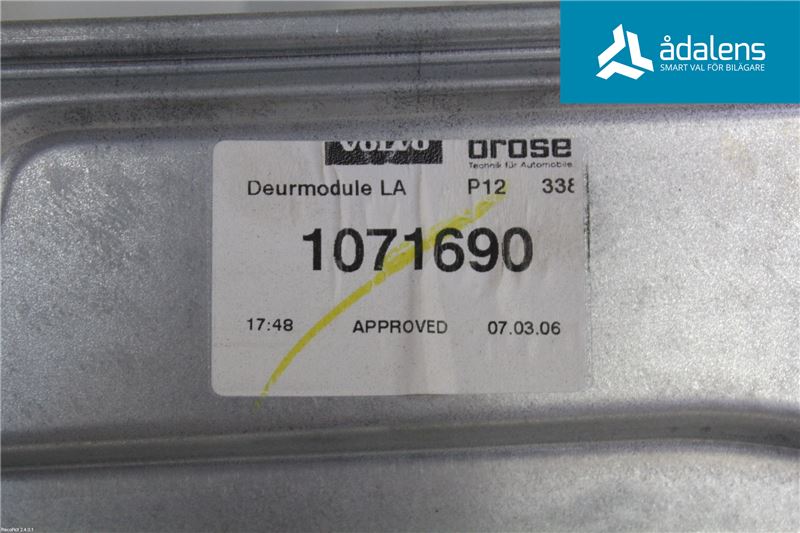 ådalens
SMART VAL FÖR BILÄGARE
VOLVO brose
Technik für Automobile
Deurmodule LA P12 338
1071690
17:48 APPROVED 07.03.06